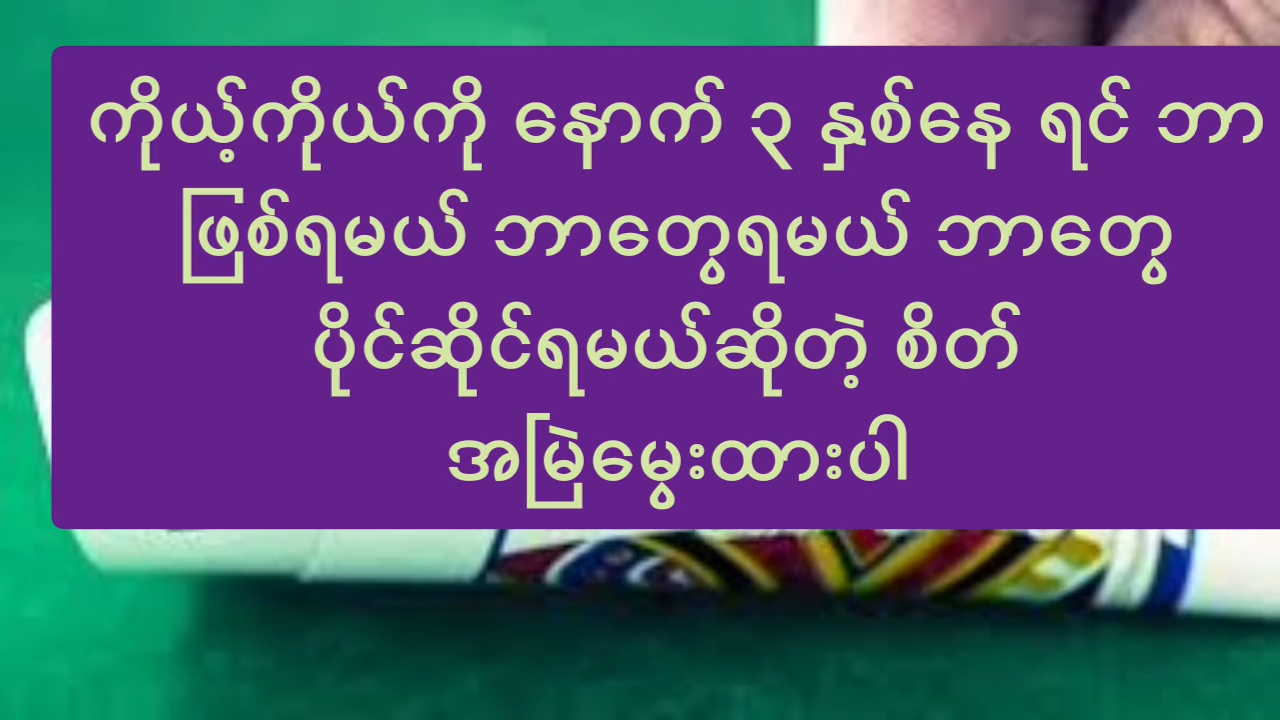 ကိုယ့်ကိုယ်ကို နောက် ၃ နှစ်နေ ရင် ဘာ
ဖြစ်ရမယ် ဘာတွေရမယ် ဘာတွေ
ပိုင်ဆိုင်ရမယ်ဆိုတဲ့ စိတ်
အမြဲမွေးထားပါ